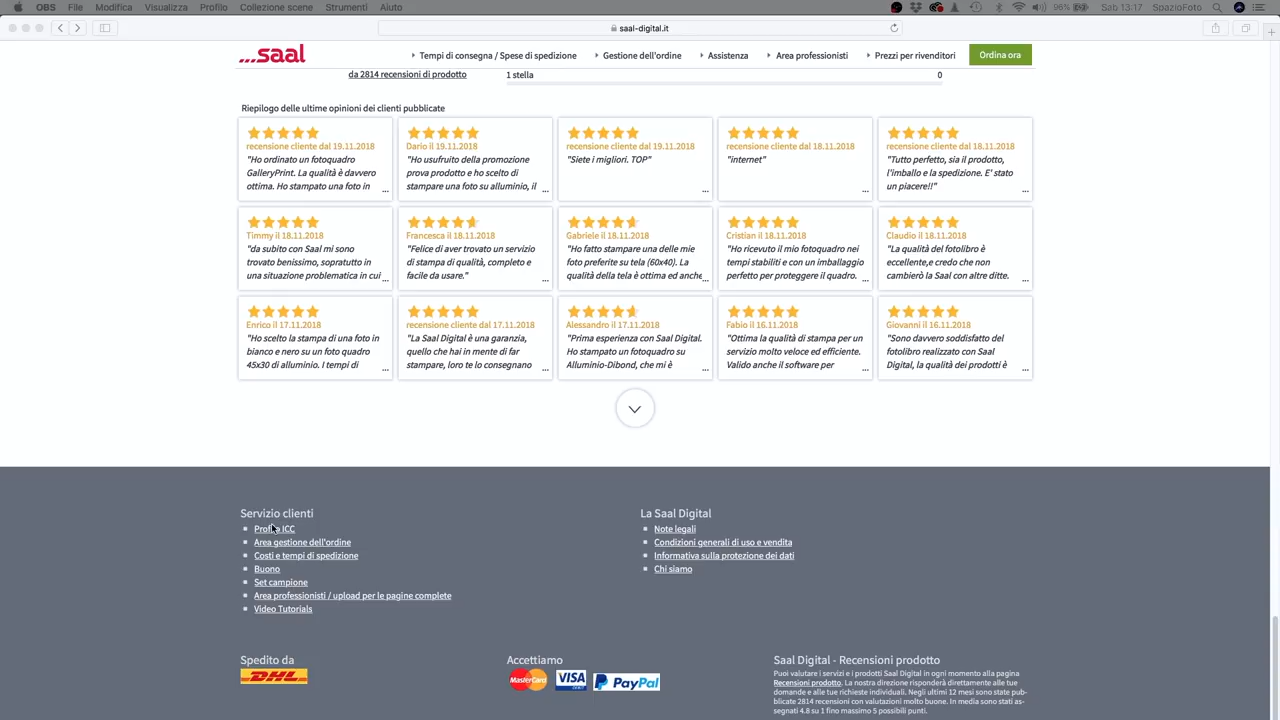 OBS File Modifica Visualizza Profilo Collezione scene Strumenti Aiuto 96% Sab 13:17 SpazioFoto
saal-digital.it
...saal Tempi di consegna / Spese di spedizione Gestione dell'ordine Assistenza Area professionisti Prezzi per rivenditori Ordina ora
da 2814 recensioni di prodotto 1 stella 0
Riepilogo delle ultime opinioni dei clienti pubblicate
recensione cliente dal 19.11.2018
"Ho ordinato un fotoquadro
GalleryPrint. La qualità è davvero
ottima. Ho stampato una foto in ...
Dario il 19.11.2018
"Ho usufruito della promozione
prova prodotto e ho scelto di
stampare una foto su alluminio, il ...
recensione cliente dal 19.11.2018
"Siete i migliori. TOP"
...
recensione cliente dal 18.11.2018
"internet"
...
recensione cliente dal 18.11.2018
"Tutto perfetto, sia il prodotto,
l'imballo e la spedizione. E' stato
un piacere!!" ...
Timmy il 18.11.2018
"da subito con Saal mi sono
trovato benissimo, sopratutto in
una situazione problematica in cui ...
Francesca il 18.11.2018
"Felice di aver trovato un servizio
di stampa di qualità, completo e
facile da usare." ...
Gabriele il 18.11.2018
"Ho fatto stampare una delle mie
foto preferite su tela (60x40). La
qualità della tela è ottima ed anche ...
Cristian il 18.11.2018
"Ho ricevuto il mio fotoquadro nei
tempi stabiliti e con un imballaggio
perfetto per proteggere il quadro. ...
Claudio il 18.11.2018
"La qualità del fotolibro è
eccellente,e credo che non
cambierò la Saal con altre ditte. ...
Enrico il 17.11.2018
"Ho scelto la stampa di una foto in
bianco e nero su un foto quadro
45x30 di alluminio. I tempi di ...
recensione cliente dal 17.11.2018
"La Saal Digital è una garanzia,
quello che hai in mente di far
stampare, loro te lo consegnano ...
Alessandro il 17.11.2018
"Prima esperienza con Saal Digital.
Ho stampato un fotoquadro su
Alluminio-Dibond, che mi è ...
Fabio il 16.11.2018
"Ottima la qualità di stampa per un
servizio molto veloce ed efficiente.
Valido anche il software per ...
Giovanni il 16.11.2018
"Sono davvero soddisfatto del
fotolibro realizzato con Saal
Digital, la qualità dei prodotti è ...
Servizio clienti
Profilo ICC
Area gestione dell'ordine
Costi e tempi di spedizione
Buono
Set campione
Area professionisti / upload per le pagine complete
Video Tutorials
La Saal Digital
Note legali
Condizioni generali di uso e vendita
Informativa sulla protezione dei dati
Chi siamo
Spedito da
DHL
Accettiamo
MasterCard VISA DEBIT PayPal
Saal Digital - Recensioni prodotto
Puoi valutare i servizi e i prodotti Saal Digital in ogni momento alla pagina
Recensioni prodotto. La nostra direzione risponderà direttamente alle tue
domande e alle tue richieste individuali. Negli ultimi 12 mesi sono state pub-
blicate 2814 recensioni con valutazioni molto buone. In media sono stati as-
segnati 4.8 su 1 fino massimo 5 possibili punti.